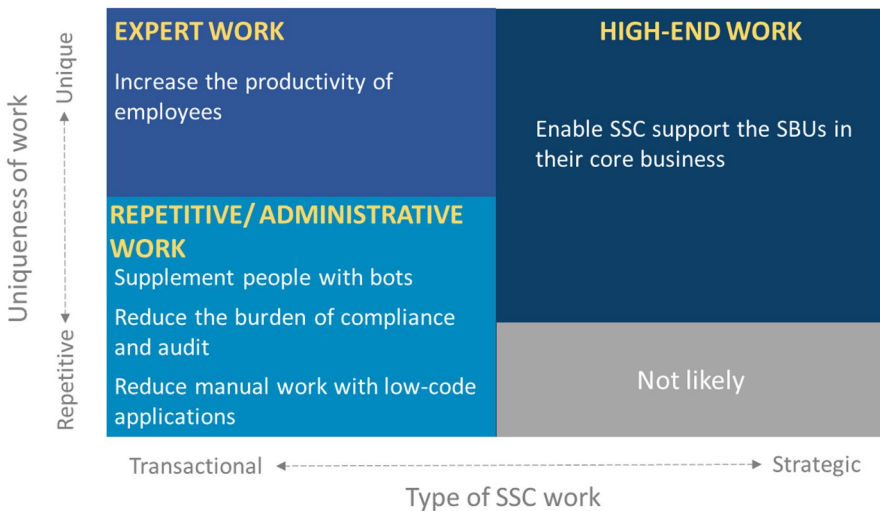 EXPERT WORK
Increase the productivity of
employees
HIGH-END WORK
Enable SSC support the SBUs in
their core business
REPETITIVE/ ADMINISTRATIVE
WORK
Supplement people with bots
Reduce the burden of compliance
and audit
Reduce manual work with low-code
applications
Not likely
Uniqueness of work
Unique
Repetitive
Transactional
Strategic
Type of SSC work